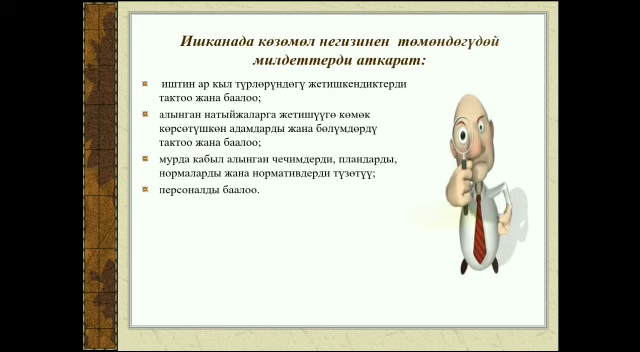 Ишканада көзөмөл негизинен төмөндөгүдөй
милдеттерди аткарат:
иштин ар кыл түрлөрүндөгү жетишкендиктерди
тактоо жана баалоо;
алынган натыйжаларга жетишүүгө көмөк
көрсөтүшкөн адамдарды жана бөлүмдөрдү
тактоо жана баалоо;
мурда кабыл алынган чечимдерди, пландарды,
нормаларды жана нормативдерди түзөтүү;
персоналды баалоо.